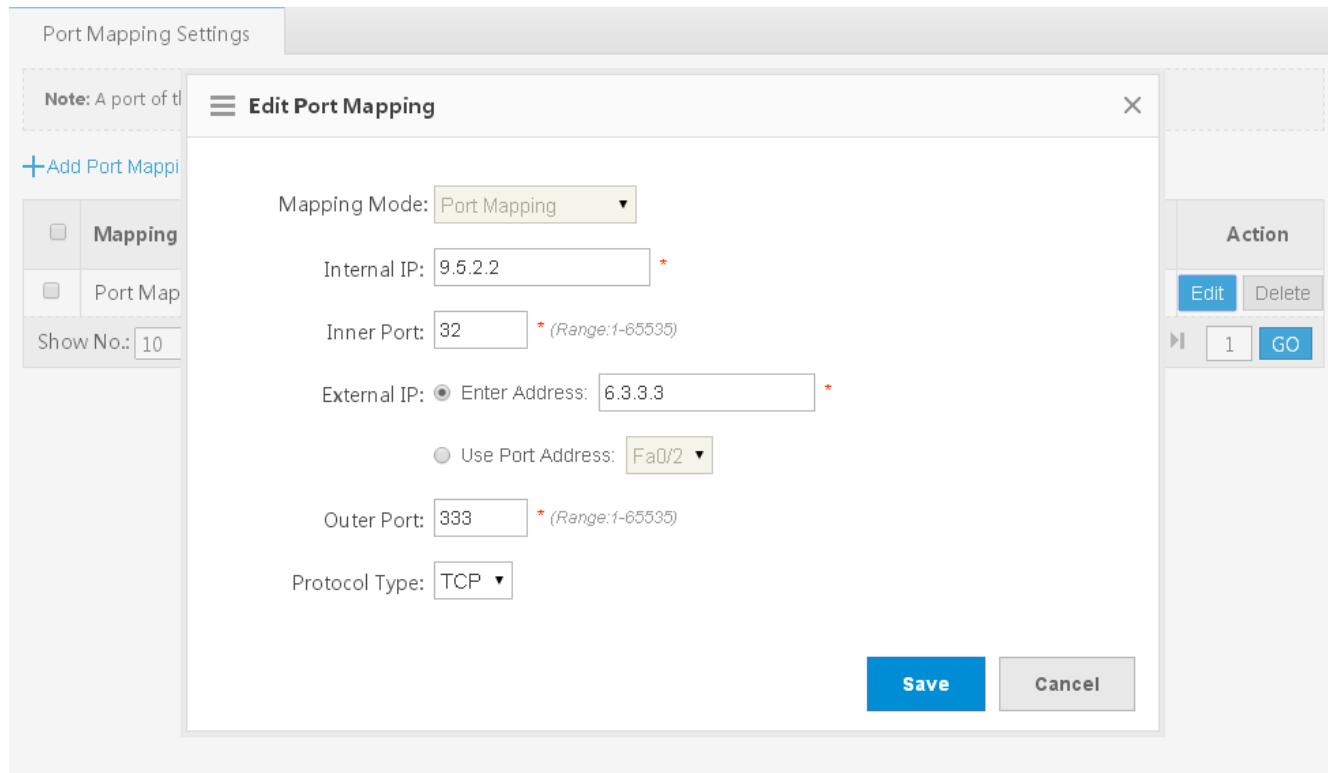 Port Mapping Settings
Note: A port of
Edit Port Mapping
Add Port
Mapping
Action
Mapping Mode: Port Mapping
Internal IP: 9.5.2.2 *
Port
Edit Delete
Inner Port: 32 * (Range:1-65535)
Show No.: 10
1 GO
External IP: Enter Address: 6.3.3.3 *
Use Port Address: Fa0/2
Outer Port: 333 * (Range:1-65535)
Protocol Type: TCP
Save Cancel